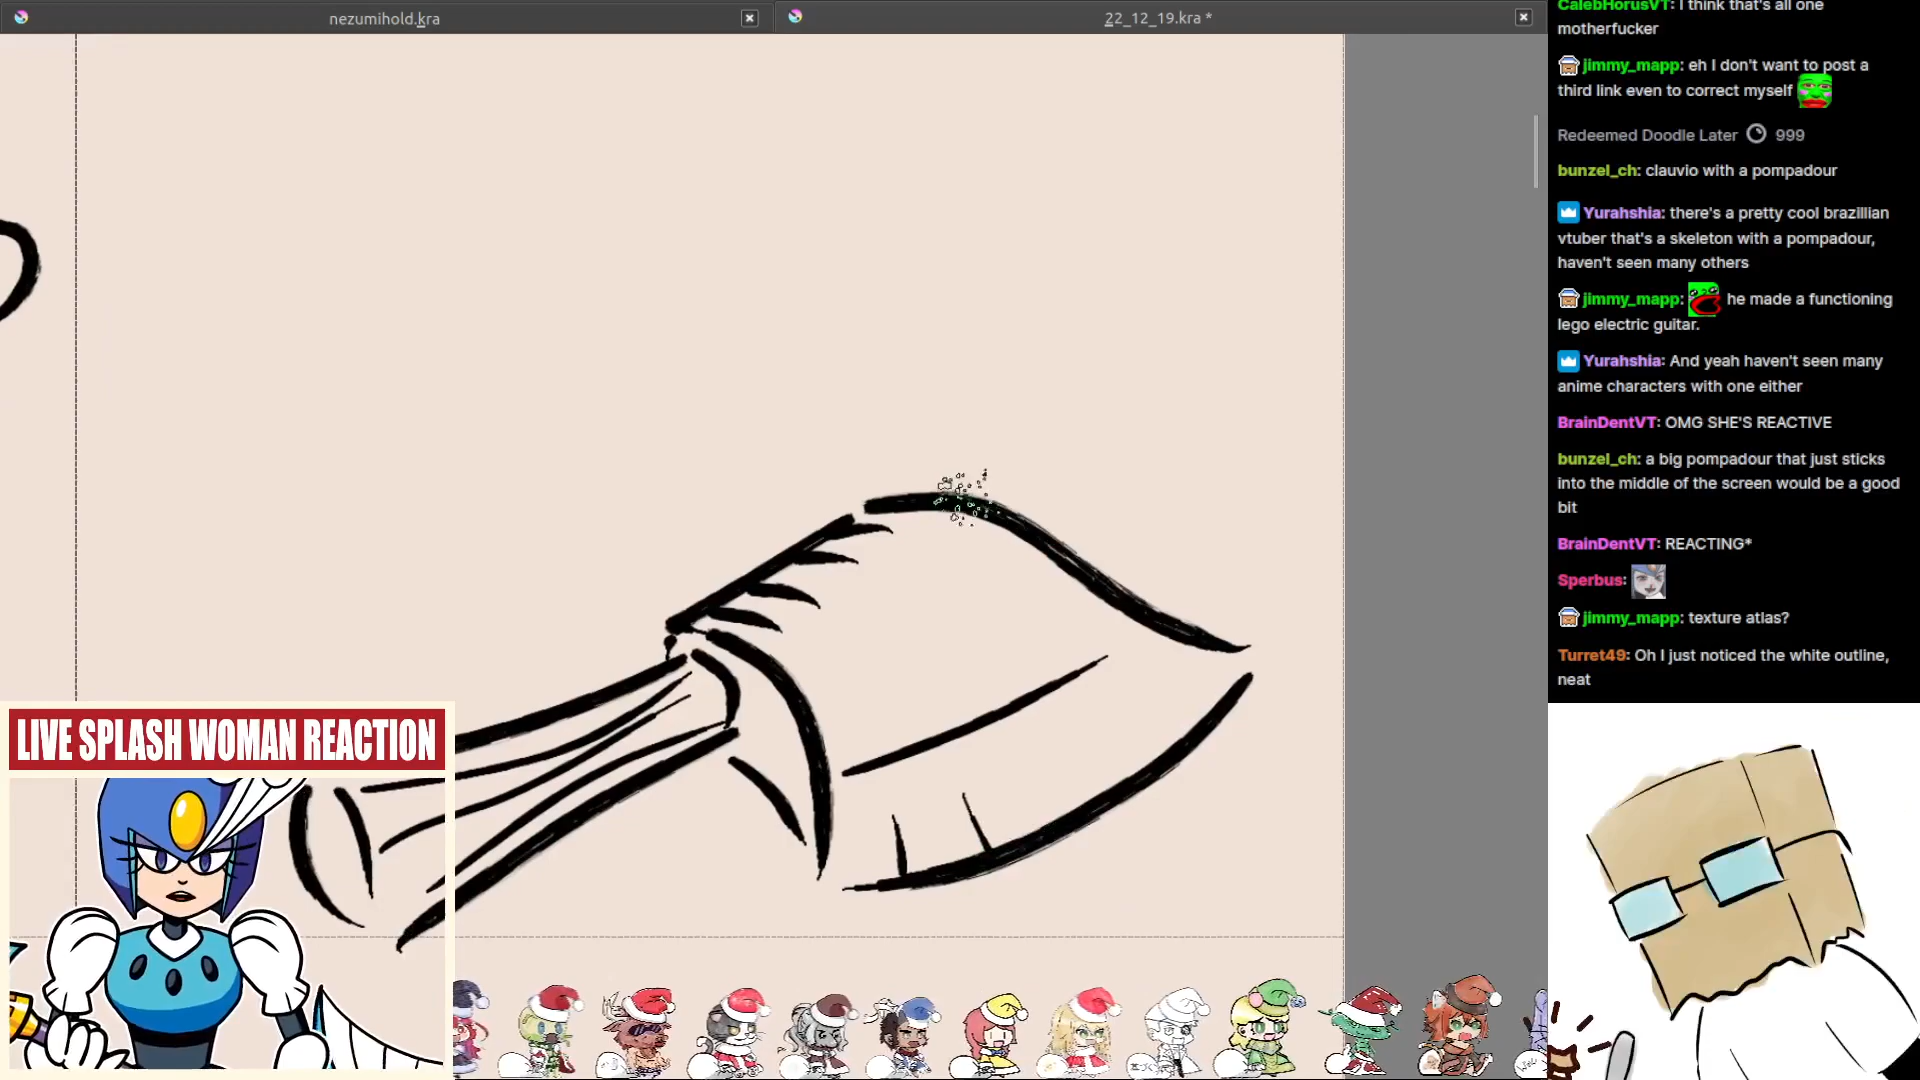 nezumihold.kra
22_12_19.kra *
CalebHorusVT: I think that's all one
motherfucker
jimmy_mapp: eh I don't want to post a
third link even to correct myself
Redeemed Doodle Later 999
bunzel_ch: clauvio with a pompadour
Yurahshia: there's a pretty cool brazillian
vtuber that's a skeleton with a pompadour,
haven't seen many others
jimmy_mapp: he made a functioning
lego electric guitar.
Yurahshia: And yeah haven't seen many
anime characters with one either
BrainDentVT: OMG SHE'S REACTIVE
bunzel_ch: a big pompadour that just sticks
into the middle of the screen would be a good
bit
BrainDentVT: REACTING*
Sperbus:
jimmy_mapp: texture atlas?
Turret49: Oh I just noticed the white outline,
neat
LIVE SPLASH WOMAN REACTION